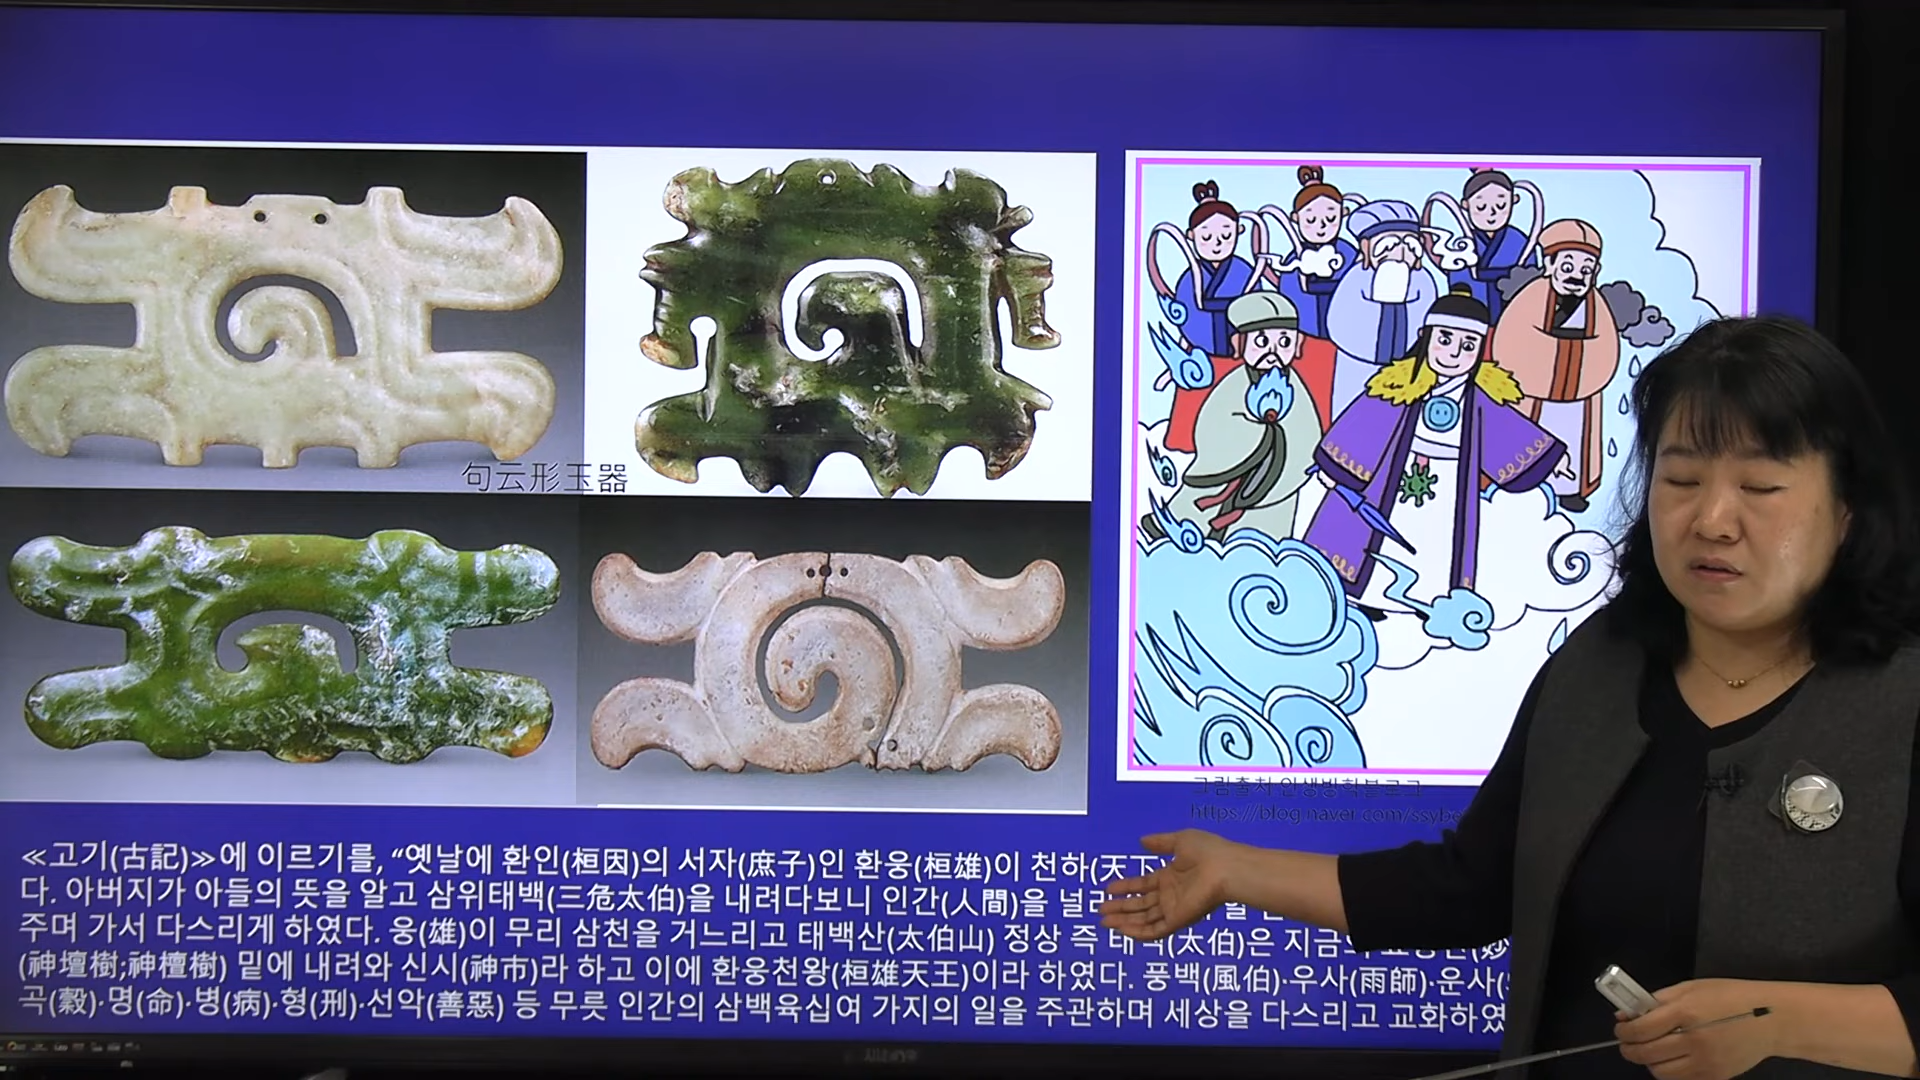 句云形玉器
그림출처 인생방학블로그
https://blog.naver.com/
≪고기(古記)≫에 이르기를, “옛날에 환인(桓因)의 서자(庶子)인 환웅(桓雄)이 천하(天下)
다. 아버지가 아들의 뜻을 알고 삼위태백(三危太伯)을 내려다보니 인간(人間)을 널리
주며 가서 다스리게 하였다. 웅(雄)이 무리 삼천을 거느리고 태백산(太伯山) 정상 즉 태백(太伯)은 지금의
(神壇樹;神檀樹) 밑에 내려와 신시(神市)라 하고 이에 환웅천왕(桓雄天王)이라 하였다. 풍백(風伯)·우사(雨師)·운사(
곡(穀)·명(命)·병(病)·형(刑)·선악(善惡) 등 무릇 인간의 삼백육십여 가지의 일을 주관하며 세상을 다스리고 교화하였